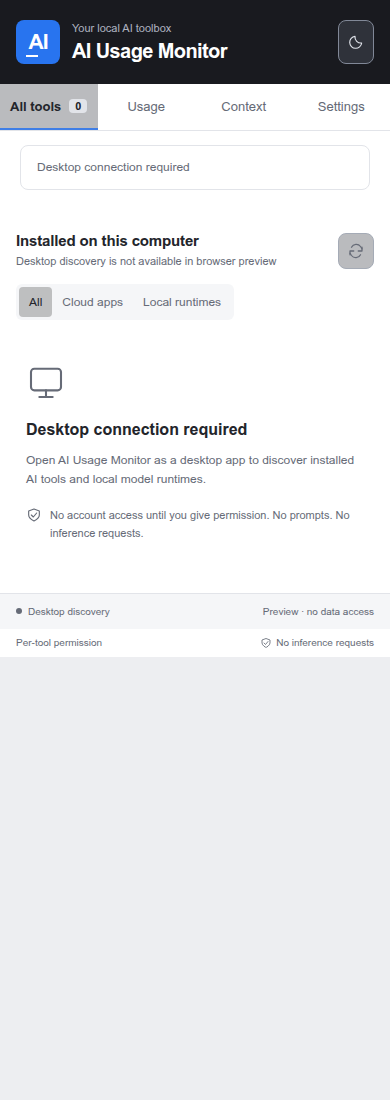 AI
Your local AI toolbox
AI Usage Monitor
All tools 0 Usage Context Settings
Desktop connection required
Installed on this computer
Desktop discovery is not available in browser preview
All Cloud apps Local runtimes
Desktop connection required
Open AI Usage Monitor as a desktop app to discover installed
AI tools and local model runtimes.
No account access until you give permission. No prompts. No
inference requests.
Desktop discovery Preview · no data access
Per-tool permission No inference requests